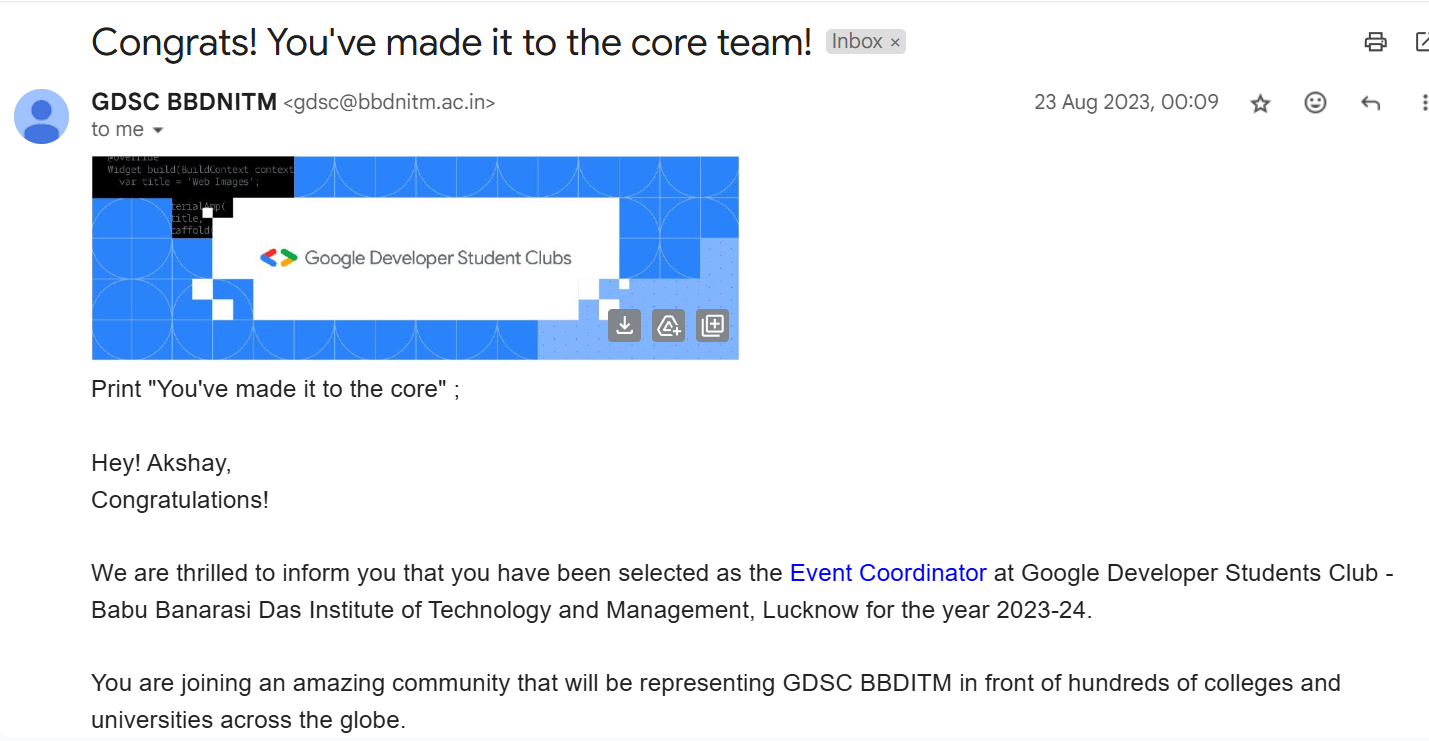 Congrats! You've made it to the core team! Inbox ×
GDSC BBDNITM <gdsc@bbdnitm.ac.in> 23 Aug 2023, 00:09
to me
@override
Widget build(BuildContext context
var title = 'Web Images';
terialApp(
title,
caffold(
Google Developer Student Clubs
Print "You've made it to the core" ;
Hey! Akshay,
Congratulations!
We are thrilled to inform you that you have been selected as the Event Coordinator at Google Developer Students Club -
Babu Banarasi Das Institute of Technology and Management, Lucknow for the year 2023-24.
You are joining an amazing community that will be representing GDSC BBDITM in front of hundreds of colleges and
universities across the globe.